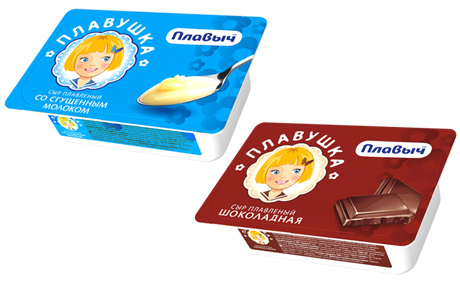 ПЛАВУШКА
Плавыч
СЫР ПЛАВЛЕНЫЙ
СО СГУЩЕННЫМ
МОЛОКОМ
ПЛАВУШКА
Плавыч
СЫР ПЛАВЛЕНЫЙ
ШОКОЛАДНАЯ